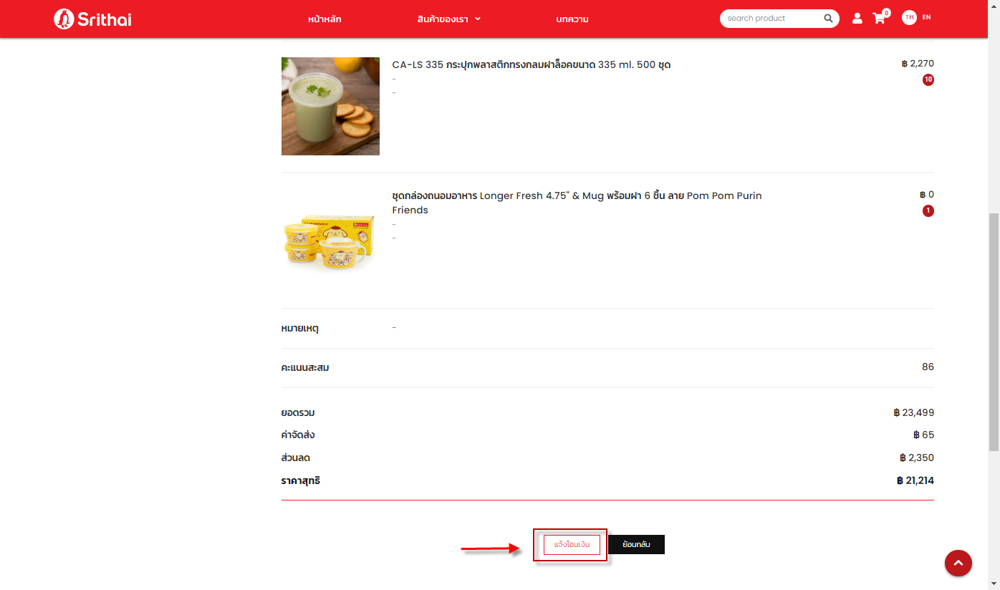 Srithai
หน้าหลัก
สินค้าของเรา
บทความ
search product
0
TH
EN
CA-LS 335 กระปุกพลาสติกทรงกลมฝาล็อคขนาด 335 ml. 500 ชุด
฿ 2,270
-
10
-
ชุดกล่องถนอมอาหาร Longer Fresh 4.75" & Mug พร้อมฝา 6 ชิ้น ลาย Pom Pom Purin
฿ 0
Friends
1
-
-
หมายเหตุ
-
คะแนนสะสม
86
ยอดรวม
฿ 23,499
ค่าจัดส่ง
฿ 65
ส่วนลด
฿ 2,350
ราคาสุทธิ
฿ 21,214
แจ้งโอนเงิน
ย้อนกลับ